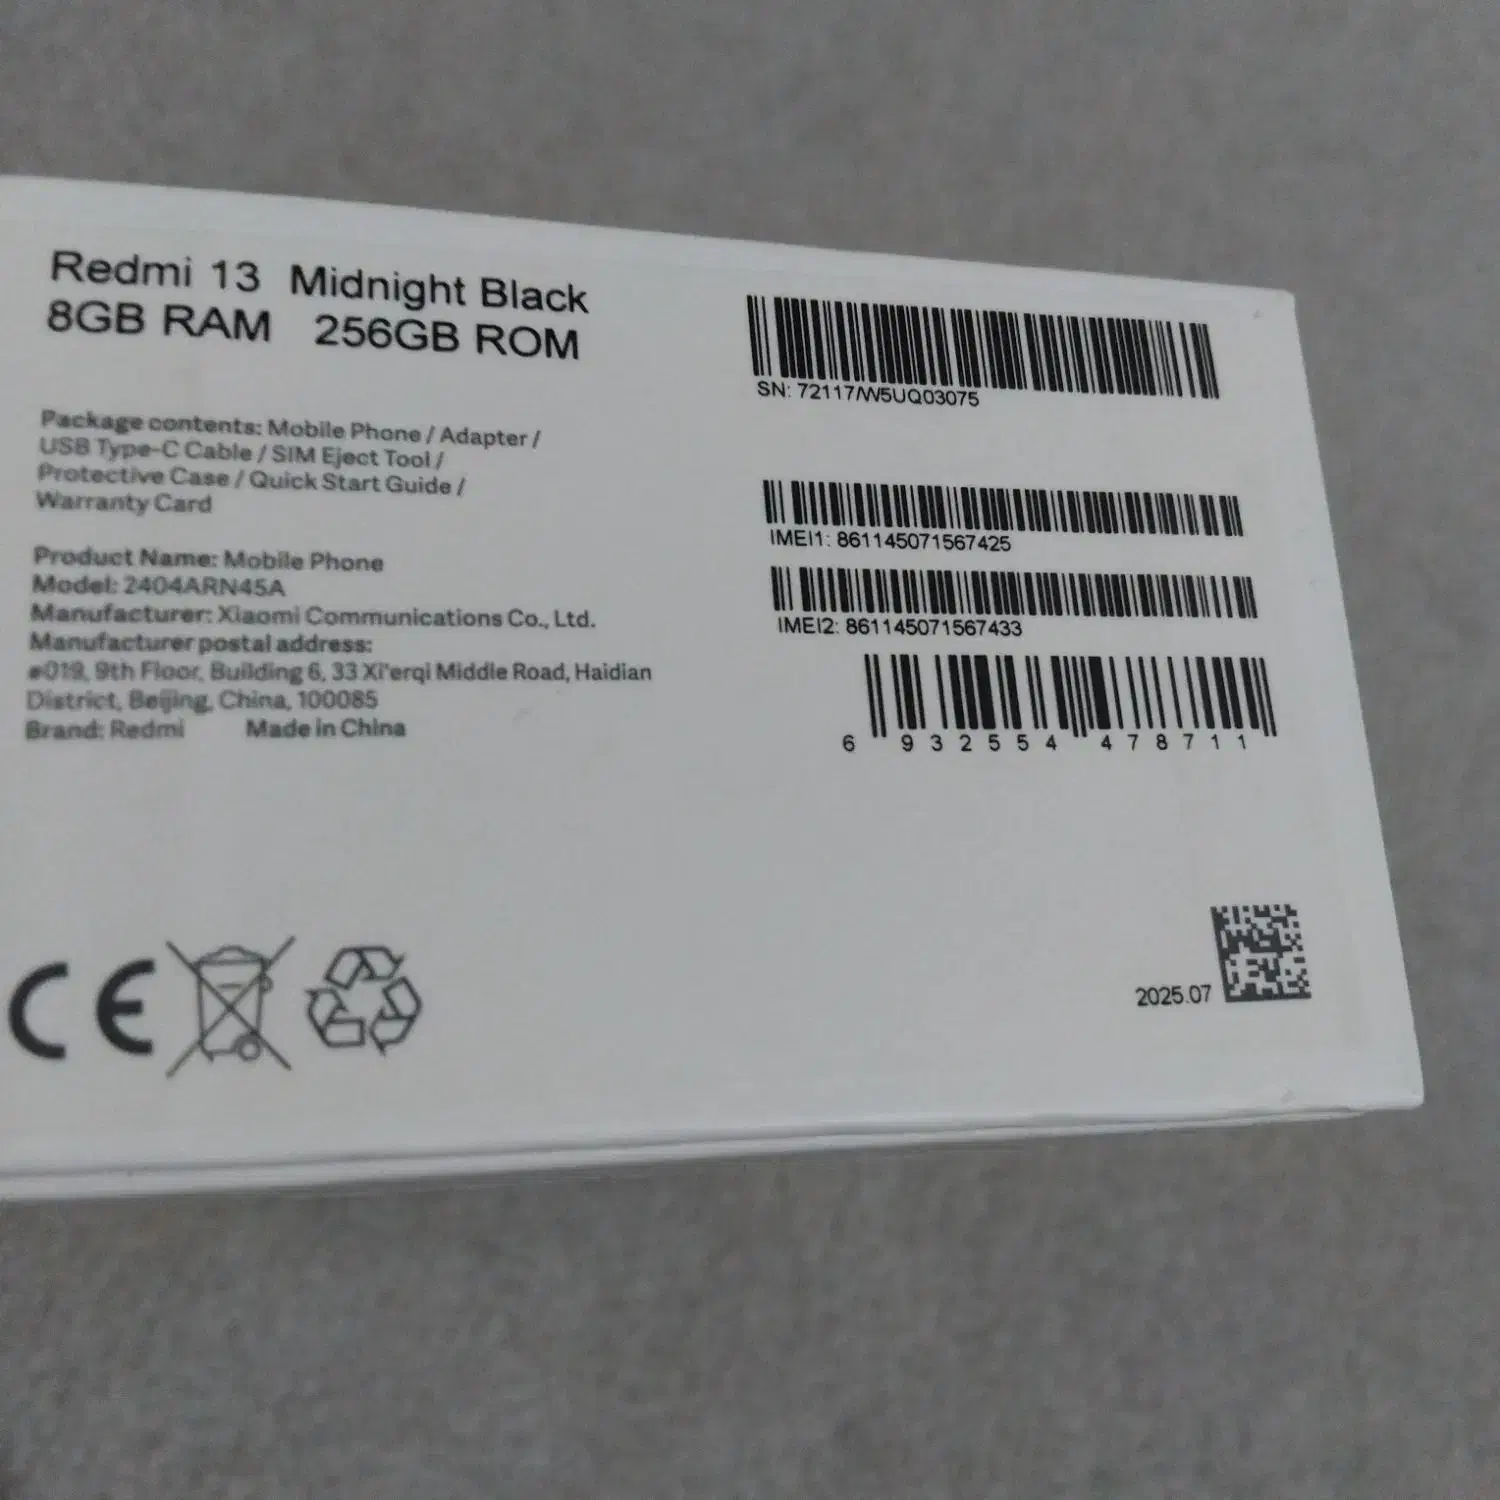 Redmi 13 Midnight Black
8GB RAM 256GB ROM
Package contents: Mobile Phone / Adapter /
USB Type-C Cable / SIM Eject Tool /
Protective Case / Quick Start Guide /
Warranty Card
Product Name: Mobile Phone
Model: 2404ARN45A
Manufacturer: Xiaomi Communications Co., Ltd.
Manufacturer postal address:
#019, 9th Floor, Building 6, 33 Xi'erqi Middle Road, Haidian
District, Beijing, China, 100085
Brand: Redmi Made in China
CE
SN: 72117/W5UQ03075
IMEI1: 861145071567425
IMEI2: 861145071567433
6 932554 478711
2025.07